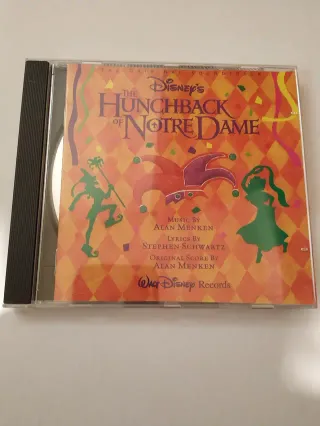 Disney's
THE
HUNCHBACK
OF NOTRE DAME
MUSIC BY
ALAN MENKEN
LYRICS BY
STEPHEN SCHWARTZ
ORIGINAL SCORE BY
ALAN MENKEN
WALT DISNEY Records